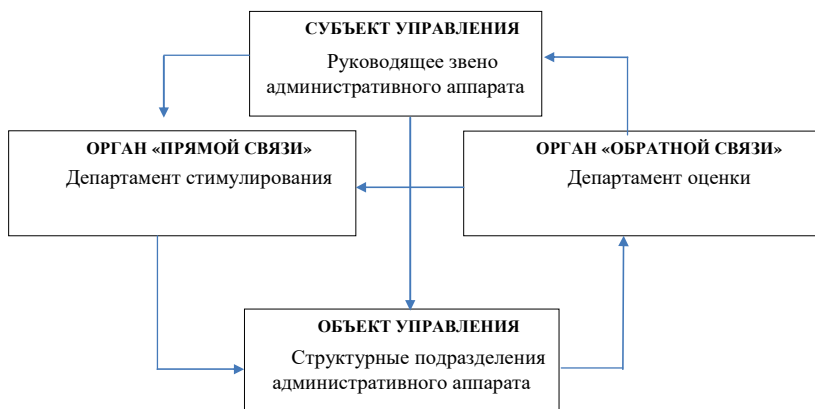 СУБЪЕКТ УПРАВЛЕНИЯ
Руководящее звено
административного аппарата
ОРГАН «ПРЯМОЙ СВЯЗИ»
Департамент стимулирования
ОРГАН «ОБРАТНОЙ СВЯЗИ»
Департамент оценки
ОБЪЕКТ УПРАВЛЕНИЯ
Структурные подразделения
административного аппарата